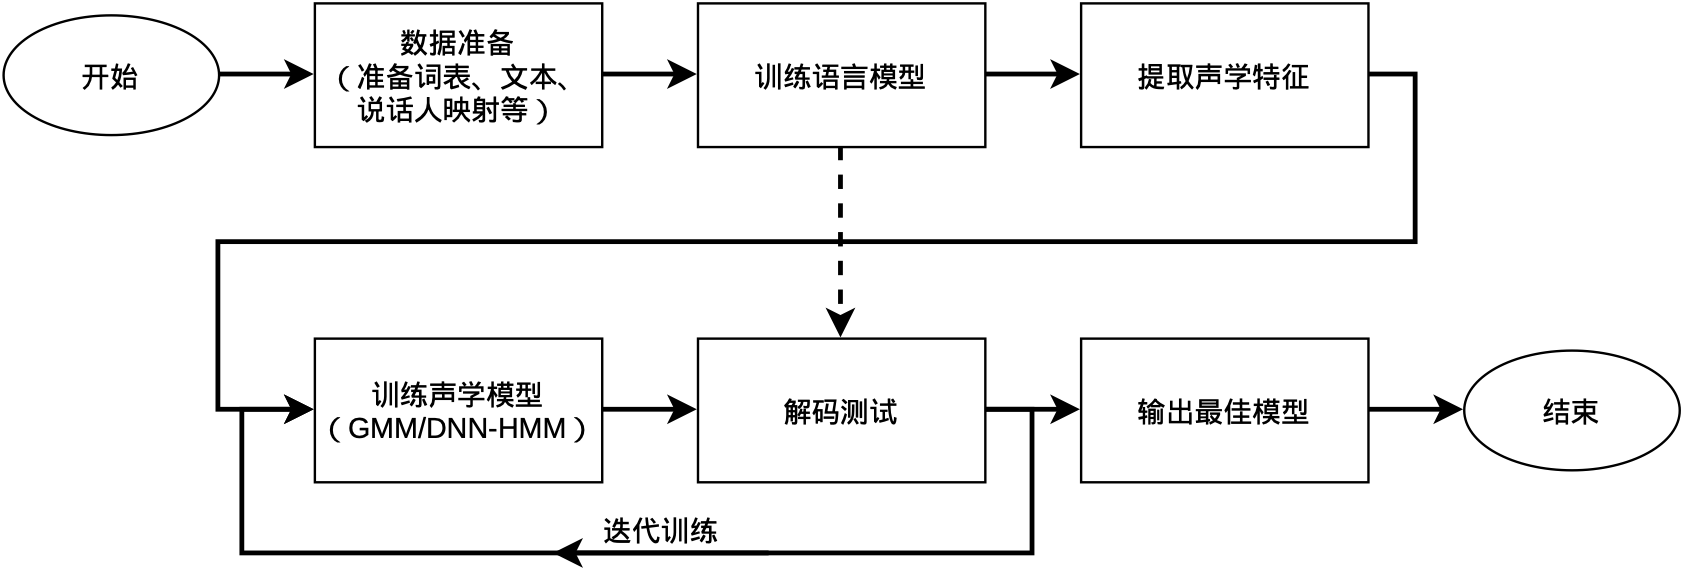 开始
数据准备
（准备词表、文本、
说话人映射等）
训练语言模型
提取声学特征
训练声学模型
（GMM/DNN-HMM）
解码测试
输出最佳模型
结束
迭代训练